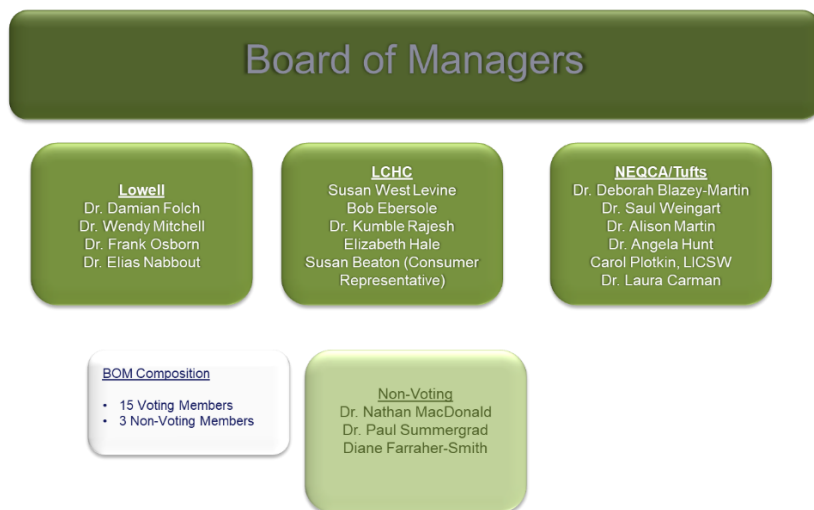 Board of Managers
Lowell
Dr. Damian Folch
Dr. Wendy Mitchell
Dr. Frank Osborn
Dr. Elias Nabbout
LCHC
Susan West Levine
Bob Ebersole
Dr. Kumble Rajesh
Elizabeth Hale
Susan Beaton (Consumer
Representative)
NEQCA/Tufts
Dr. Deborah Blazey-Martin
Dr. Saul Weingart
Dr. Alison Martin
Dr. Angela Hunt
Carol Plotkin, LICSW
Dr. Laura Carman
BOM Composition
• 15 Voting Members
• 3 Non-Voting Members
Non-Voting
Dr. Nathan MacDonald
Dr. Paul Summergrad
Diane Farraher-Smith